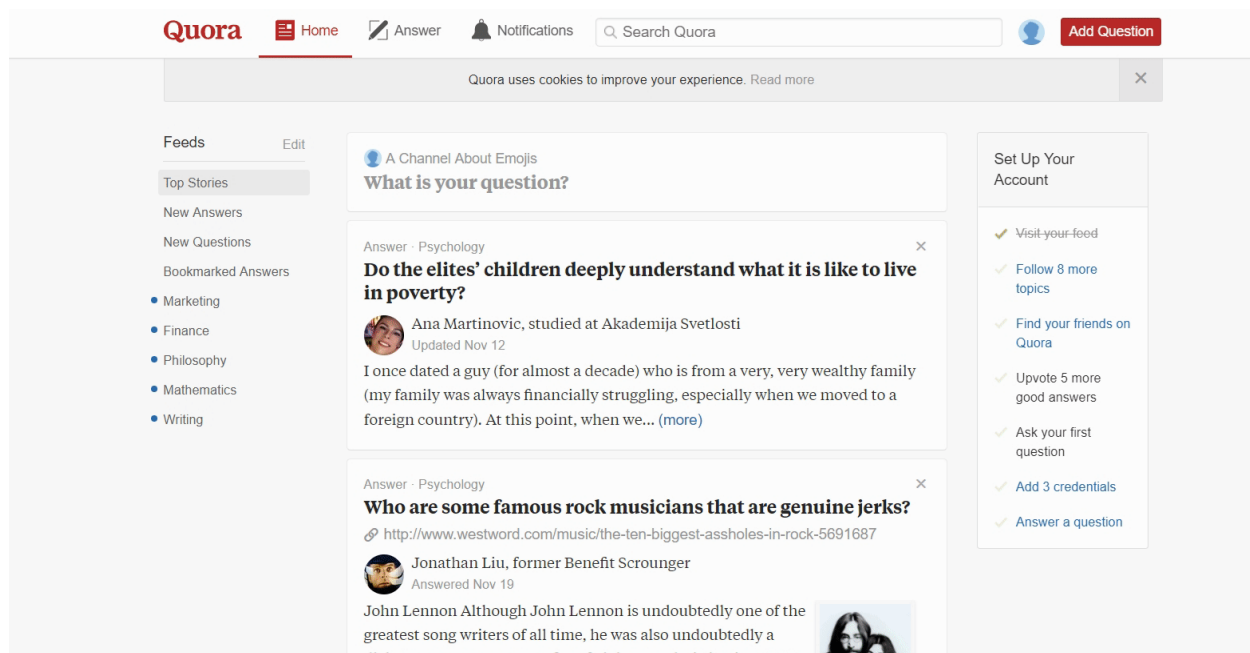 Quora
Home
Answer
Notifications
Search Quora
Add Question
Quora uses cookies to improve your experience. Read more
Feeds
Edit
Top Stories
New Answers
New Questions
Bookmarked Answers
Marketing
Finance
Philosophy
Mathematics
Writing
A Channel About Emojis
What is your question?
Answer · Psychology
Do the elites’ children deeply understand what it is like to live
in poverty?
Ana Martinovic, studied at Akademija Svetlosti
Updated Nov 12
I once dated a guy (for almost a decade) who is from a very, very wealthy family
(my family was always financially struggling, especially when we moved to a
foreign country). At this point, when we... (more)
Answer · Psychology
Who are some famous rock musicians that are genuine jerks?
http://www.westword.com/music/the-ten-biggest-assholes-in-rock-5691687
Jonathan Liu, former Benefit Scrounger
Answered Nov 19
John Lennon Although John Lennon is undoubtedly one of the
greatest song writers of all time, he was also undoubtedly a
Set Up Your
Account
Visit your feed
Follow 8 more
topics
Find your friends on
Quora
Upvote 5 more
good answers
Ask your first
question
Add 3 credentials
Answer a question